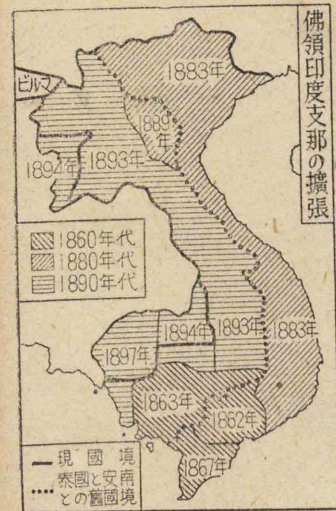 佛領印度支那の擴張
1883年
ビルマ
1889年
1894年
1893年
1860年代
1880年代
1890年代
1894年
1893年
1883年
1897年
1863年
1862年
1867年
現國境
泰國と安南
との舊國境